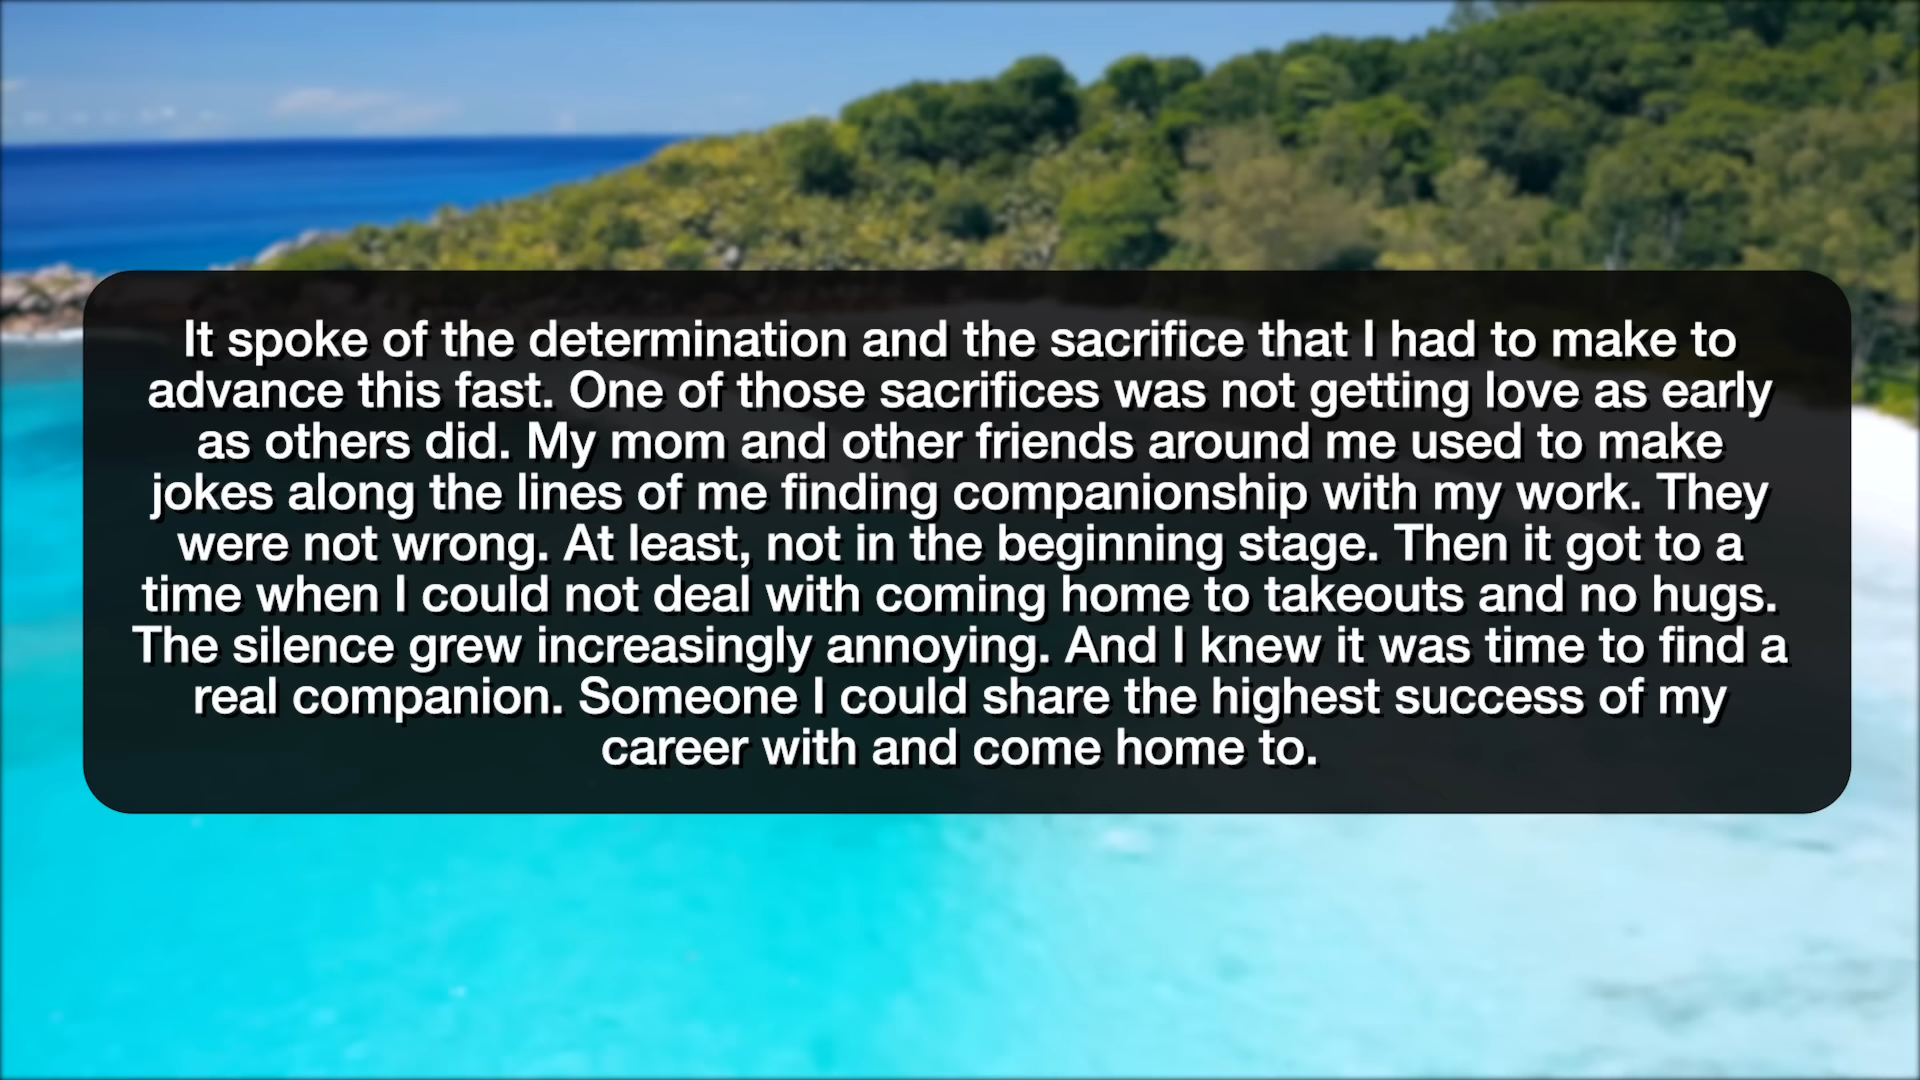 It spoke of the determination and the sacrifice that I had to make to
advance this fast. One of those sacrifices was not getting love as early
as others did. My mom and other friends around me used to make
jokes along the lines of me finding companionship with my work. They
were not wrong. At least, not in the beginning stage. Then it got to a
time when I could not deal with coming home to takeouts and no hugs.
The silence grew increasingly annoying. And I knew it was time to find a
real companion. Someone I could share the highest success of my
career with and come home to.